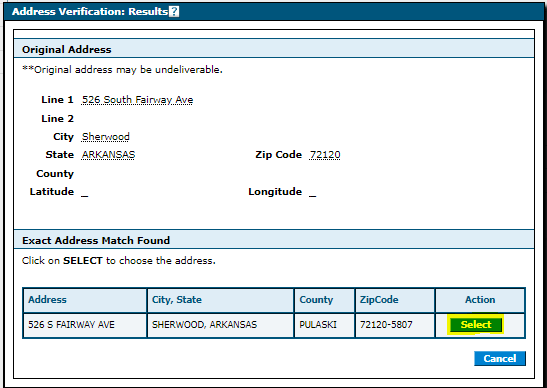 Address Verification: Results ?
Original Address
**Original address may be undeliverable.
Line 1 526 South Fairway Ave
Line 2
City Sherwood
State ARKANSAS Zip Code 72120
County
Latitude _ Longitude _
Exact Address Match Found
Click on SELECT to choose the address.
Address City, State County ZipCode Action
526 S FAIRWAY AVE SHERWOOD, ARKANSAS PULASKI 72120-5807 Select
Cancel